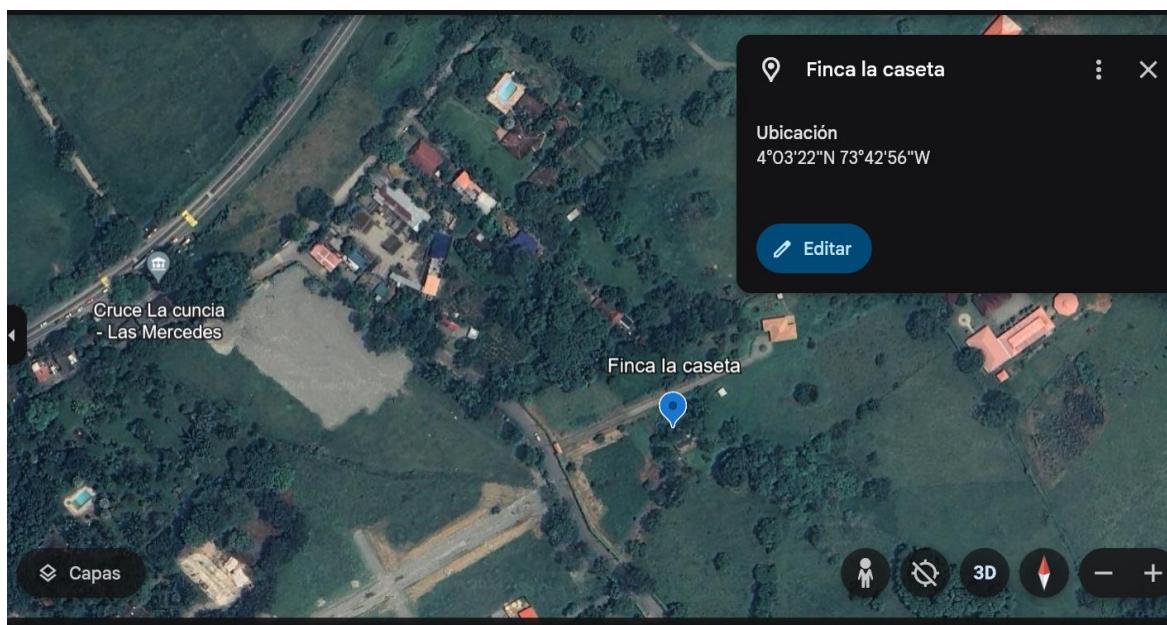 Finca la caseta
Ubicación
4°03'22"N 73°42'56"W
Editar
Cruce La cuncia
- Las Mercedes
Finca la caseta
Capas
3D